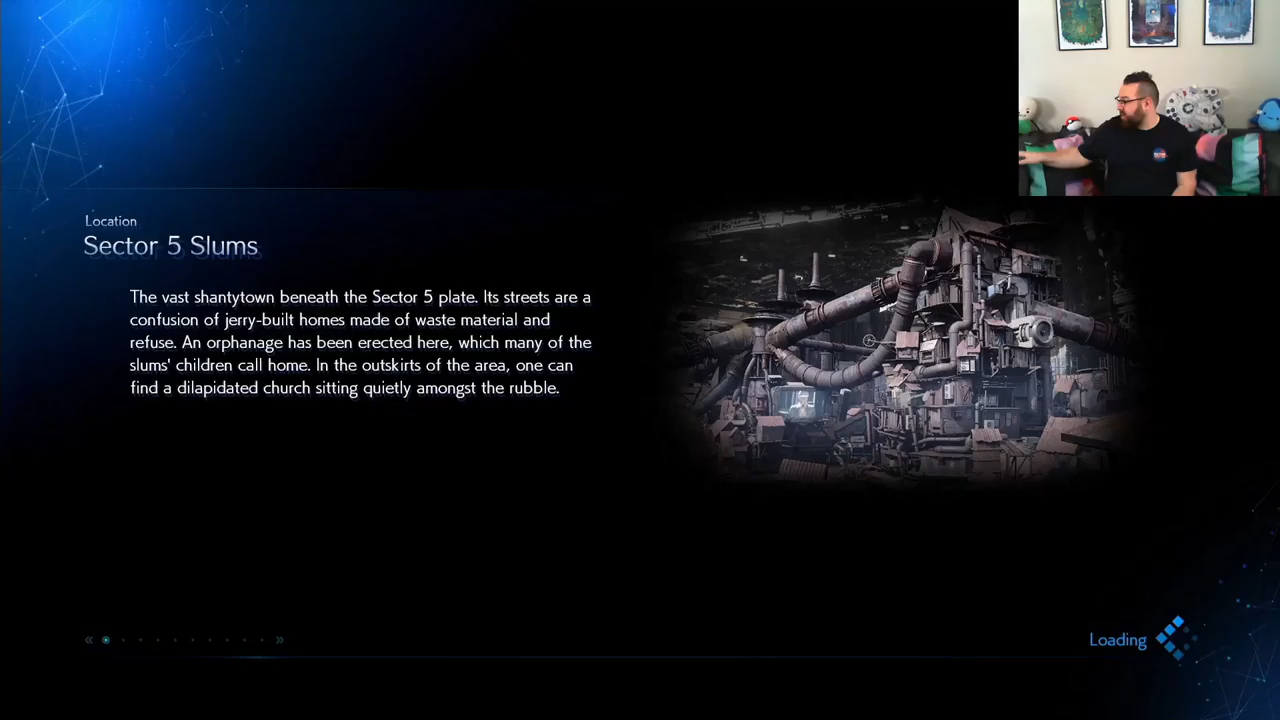 Location
Sector 5 Slums
The vast shantytown beneath the Sector 5 plate. Its streets are a
confusion of jerry-built homes made of waste material and
refuse. An orphanage has been erected here, which many of the
slums' children call home. In the outskirts of the area, one can
find a dilapidated church sitting quietly amongst the rubble.
Loading